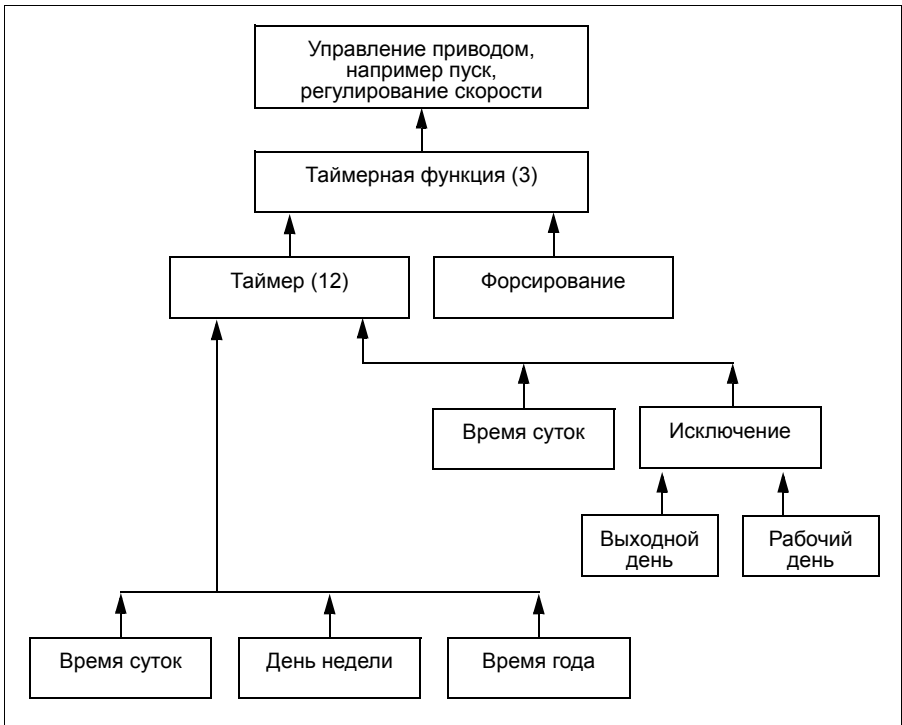 Управление приводом,
например пуск,
регулирование скорости
Таймерная функция (3)
Таймер (12)
Форсирование
Время суток
Исключение
Выходной
день
Рабочий
день
Время суток
День недели
Время года